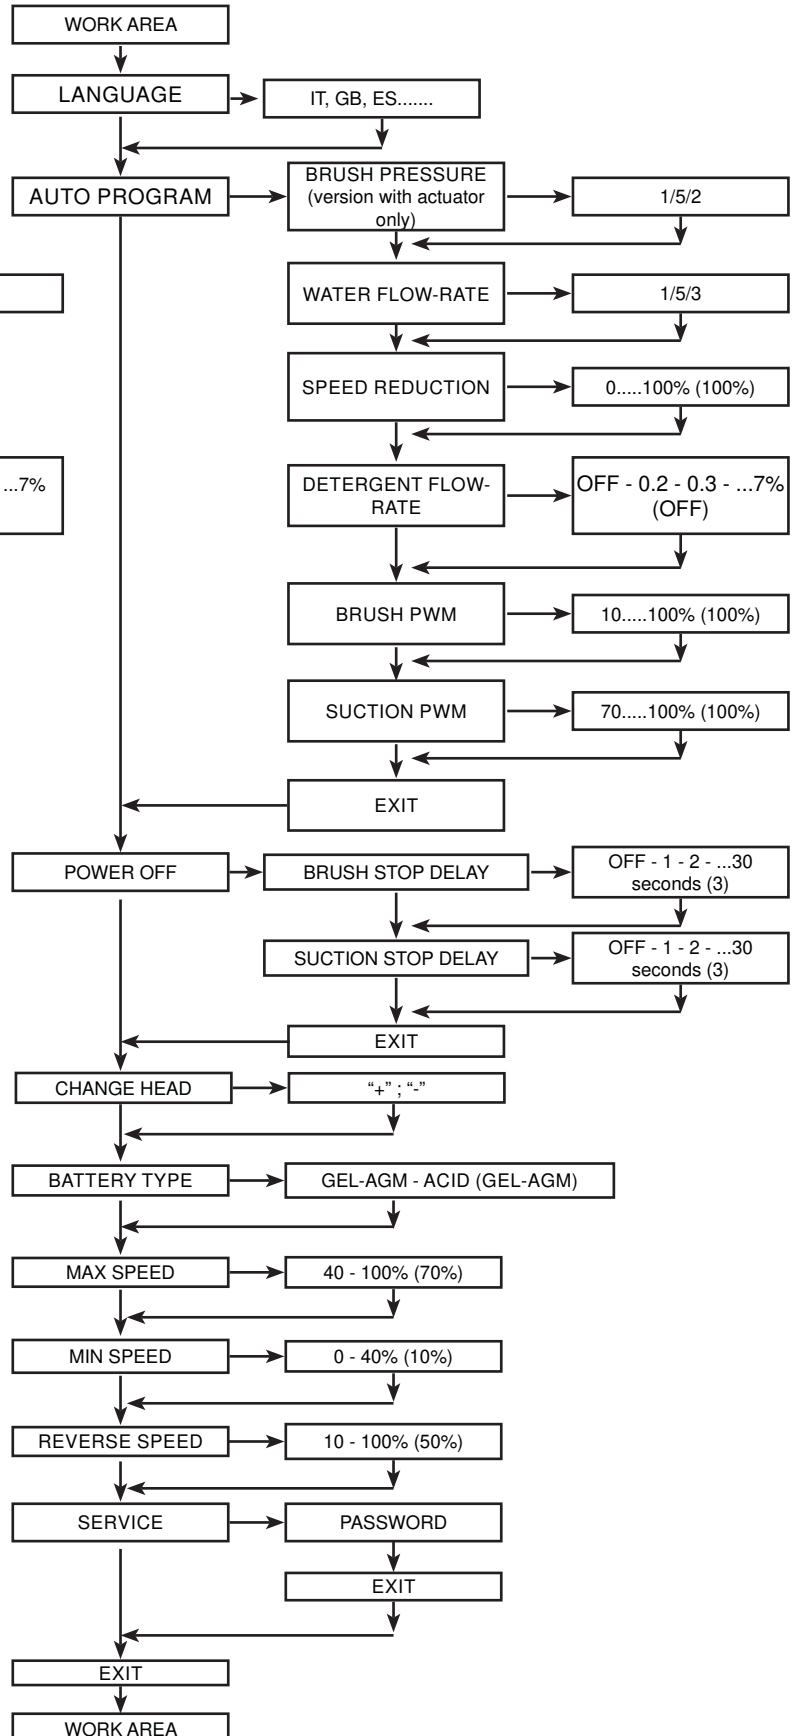 WORK AREA
LANGUAGE
IT, GB, ES.......
AUTO PROGRAM
BRUSH PRESSURE
(version with actuator
only)
1/5/2
WATER FLOW-RATE
1/5/3
SPEED REDUCTION
0.....100% (100%)
...7%
DETERGENT FLOW-
RATE
OFF - 0.2 - 0.3 - ...7%
(OFF)
BRUSH PWM
10.....100% (100%)
SUCTION PWM
70.....100% (100%)
EXIT
POWER OFF
BRUSH STOP DELAY
OFF - 1 - 2 - ...30
seconds (3)
SUCTION STOP DELAY
OFF - 1 - 2 - ...30
seconds (3)
EXIT
CHANGE HEAD
“+” ; “-”
BATTERY TYPE
GEL-AGM - ACID (GEL-AGM)
MAX SPEED
40 - 100% (70%)
MIN SPEED
0 - 40% (10%)
REVERSE SPEED
10 - 100% (50%)
SERVICE
PASSWORD
EXIT
EXIT
WORK AREA